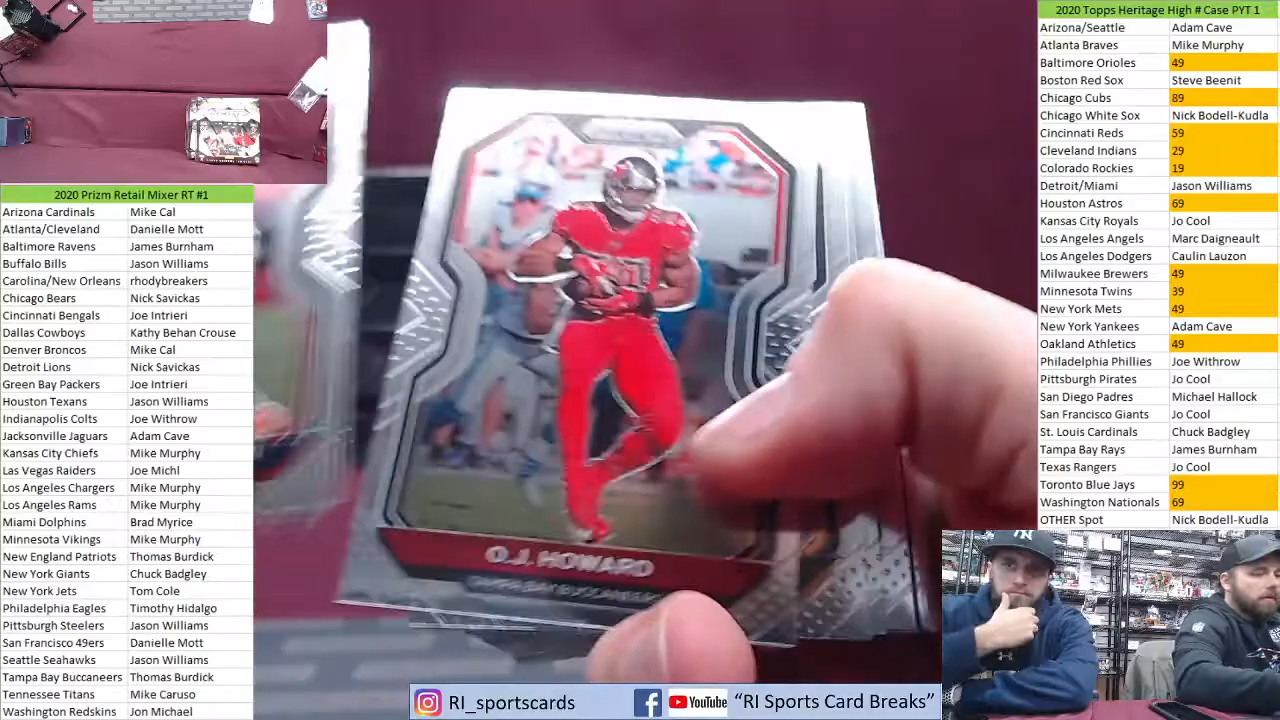 2020 Prizm Retail Mixer RT #1
Arizona Cardinals Mike Cal
Atlanta/Cleveland Danielle Mott
Baltimore Ravens James Burnham
Buffalo Bills Jason Williams
Carolina/New Orleans rhodybreakers
Chicago Bears Nick Savickas
Cincinnati Bengals Joe Intrieri
Dallas Cowboys Kathy Behan Crouse
Denver Broncos Mike Cal
Detroit Lions Nick Savickas
Green Bay Packers Joe Intrieri
Houston Texans Jason Williams
Indianapolis Colts Joe Withrow
Jacksonville Jaguars Adam Cave
Kansas City Chiefs Mike Murphy
Las Vegas Raiders Joe Michl
Los Angeles Chargers Mike Murphy
Los Angeles Rams Mike Murphy
Miami Dolphins Brad Myrice
Minnesota Vikings Mike Murphy
New England Patriots Thomas Burdick
New York Giants Chuck Badgley
New York Jets Tom Cole
Philadelphia Eagles Timothy Hidalgo
Pittsburgh Steelers Jason Williams
San Francisco 49ers Danielle Mott
Seattle Seahawks Jason Williams
Tampa Bay Buccaneers Thomas Burdick
Tennessee Titans Mike Caruso
Washington Redskins Jon Michael
O.J. HOWARD
RI_sportscards
YouTube "RI Sports Card Breaks"
2020 Topps Heritage High # Case PYT 1
Arizona/Seattle Adam Cave
Atlanta Braves Mike Murphy
Baltimore Orioles 49
Boston Red Sox Steve Beenit
Chicago Cubs 89
Chicago White Sox Nick Bodell-Kudla
Cincinnati Reds 59
Cleveland Indians 29
Colorado Rockies 19
Detroit/Miami Jason Williams
Houston Astros 69
Kansas City Royals Jo Cool
Los Angeles Angels Marc Daigneault
Los Angeles Dodgers Caulin Lauzon
Milwaukee Brewers 49
Minnesota Twins 39
New York Mets 49
New York Yankees Adam Cave
Oakland Athletics 49
Philadelphia Phillies Joe Withrow
Pittsburgh Pirates Jo Cool
San Diego Padres Michael Hallock
San Francisco Giants Jo Cool
St. Louis Cardinals Chuck Badgley
Tampa Bay Rays James Burnham
Texas Rangers Jo Cool
Toronto Blue Jays 99
Washington Nationals 69
OTHER Spot Nick Bodell-Kudla